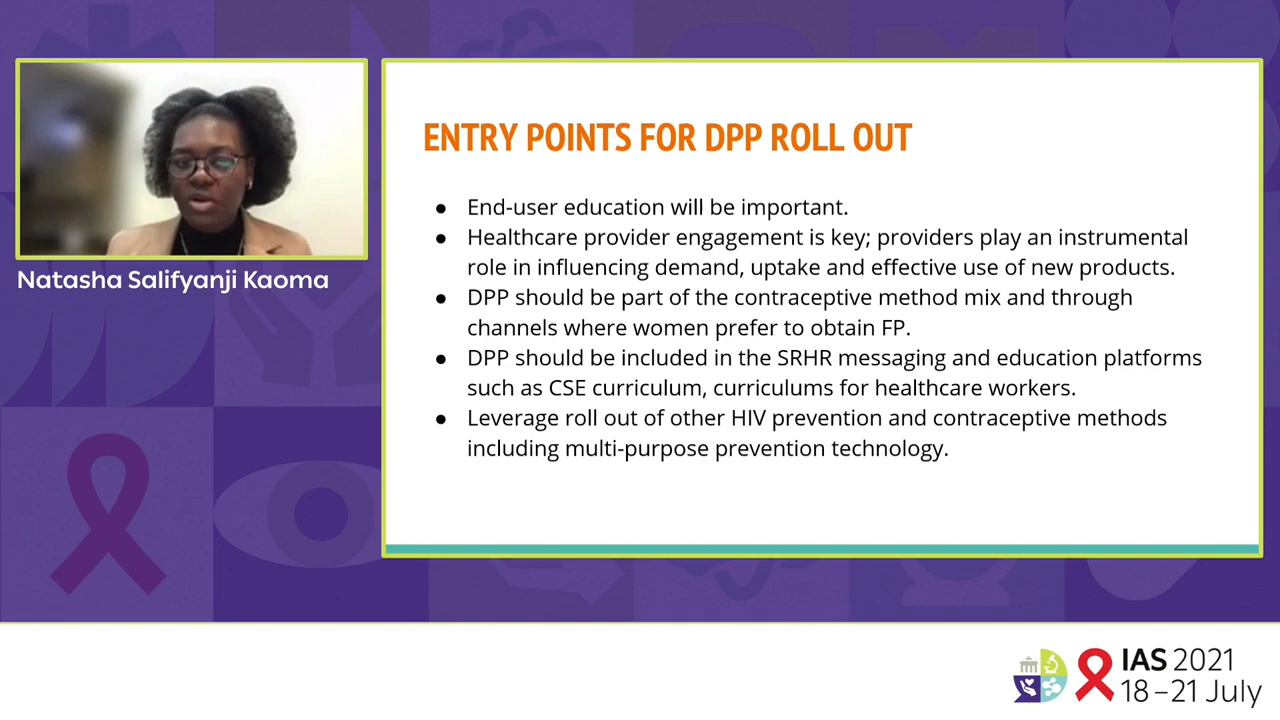 Natasha Salifyanji Kaoma
ENTRY POINTS FOR DPP ROLL OUT
● End-user education will be important.
● Healthcare provider engagement is key; providers play an instrumental
role in influencing demand, uptake and effective use of new products.
● DPP should be part of the contraceptive method mix and through
channels where women prefer to obtain FP.
● DPP should be included in the SRHR messaging and education platforms
such as CSE curriculum, curriculums for healthcare workers.
● Leverage roll out of other HIV prevention and contraceptive methods
including multi-purpose prevention technology.
IAS 2021
18–21 July